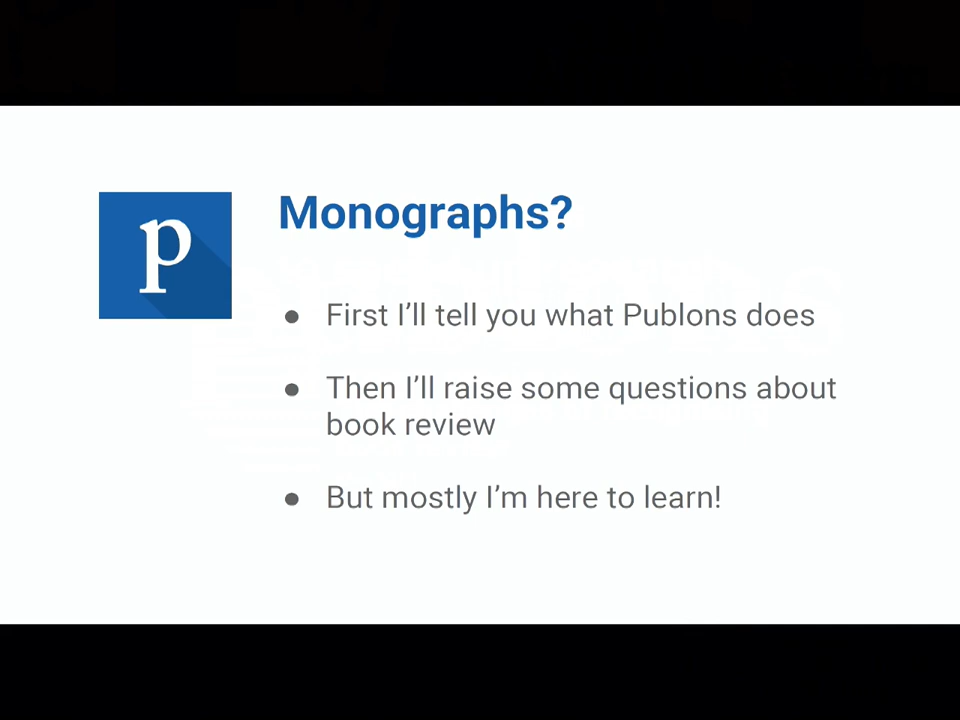 p
Monographs?
● First I'll tell you what Publons does
● Then I'll raise some questions about
book review
● But mostly I'm here to learn!